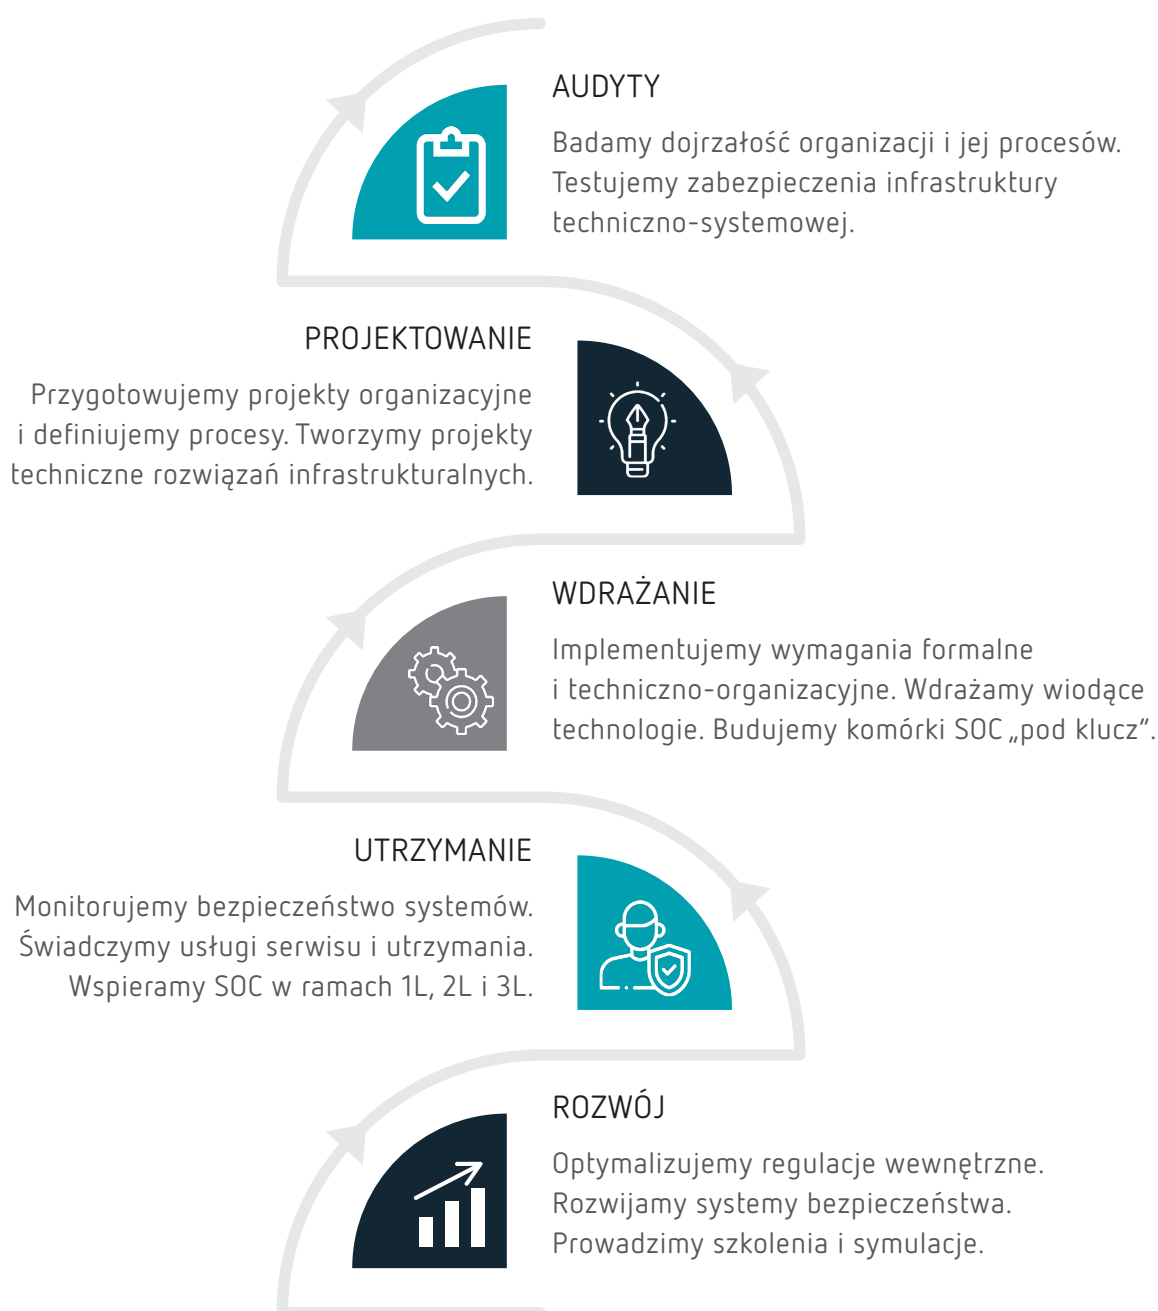 AUDYTY
Badamy dojrzałość organizacji i jej procesów.
Testujemy zabezpieczenia infrastruktury
techniczno-systemowej.
PROJEKTOWANIE
Przygotowujemy projekty organizacyjne
i definiujemy procesy. Tworzymy projekty
techniczne rozwiązań infrastrukturalnych.
WDRAŻANIE
Implementujemy wymagania formalne
i techniczno-organizacyjne. Wdrażamy wiodące
technologie. Budujemy komórki SOC „pod klucz”.
UTRZYMANIE
Monitorujemy bezpieczeństwo systemów.
Świadczymy usługi serwisu i utrzymania.
Wspieramy SOC w ramach 1L, 2L i 3L.
ROZWÓJ
Optymalizujemy regulacje wewnętrzne.
Rozwijamy systemy bezpieczeństwa.
Prowadzimy szkolenia i symulacje.